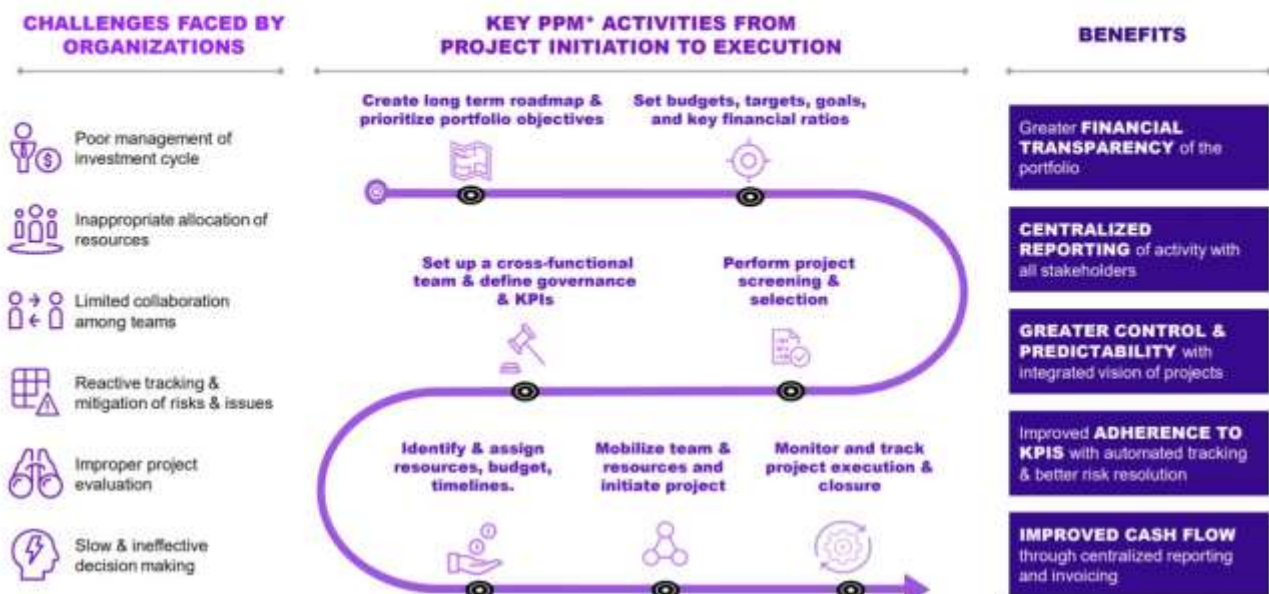 CHALLENGES FACED BY
ORGANIZATIONS
Poor management of
investment cycle
Inappropriate allocation of
resources
Limited collaboration
among teams
Reactive tracking &
mitigation of risks & issues
Improper project
evaluation
Slow & ineffective
decision making
KEY PPM* ACTIVITIES FROM
PROJECT INITIATION TO EXECUTION
Create long term roadmap &
prioritize portfolio objectives
Set budgets, targets, goals,
and key financial ratios
Set up a cross-functional
team & define governance
& KPIs
Perform project
screening &
selection
Identify & assign
resources, budget,
timelines.
Mobilize team &
resources and
initiate project
Monitor and track
project execution &
closure
BENEFITS
Greater FINANCIAL
TRANSPARENCY of the
portfolio
CENTRALIZED
REPORTING of activity with
all stakeholders
GREATER CONTROL &
PREDICTABILITY with
integrated vision of projects
Improved ADHERENCE TO
KPIS with automated tracking
& better risk resolution
IMPROVED CASH FLOW
through centralized reporting
and invoicing